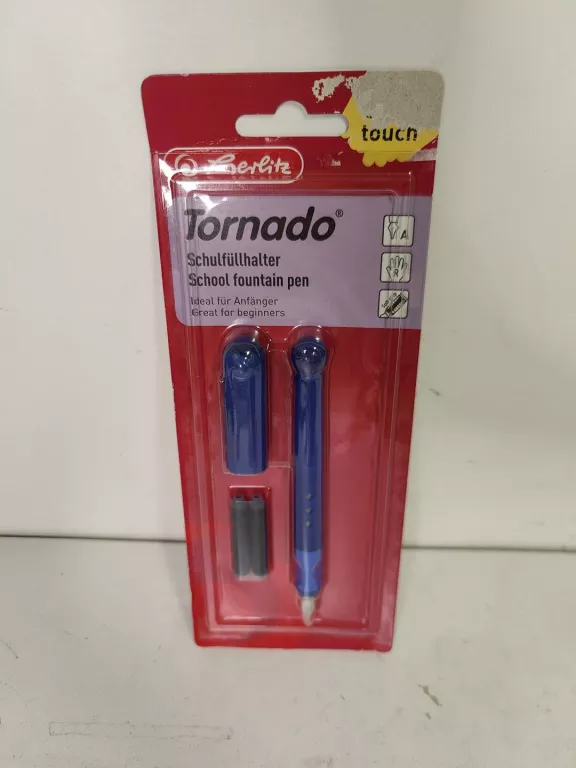 touch
herlitz
Tornado®
Schulfüllhalter
School fountain pen
Ideal für Anfänger
Great for beginners
A
R